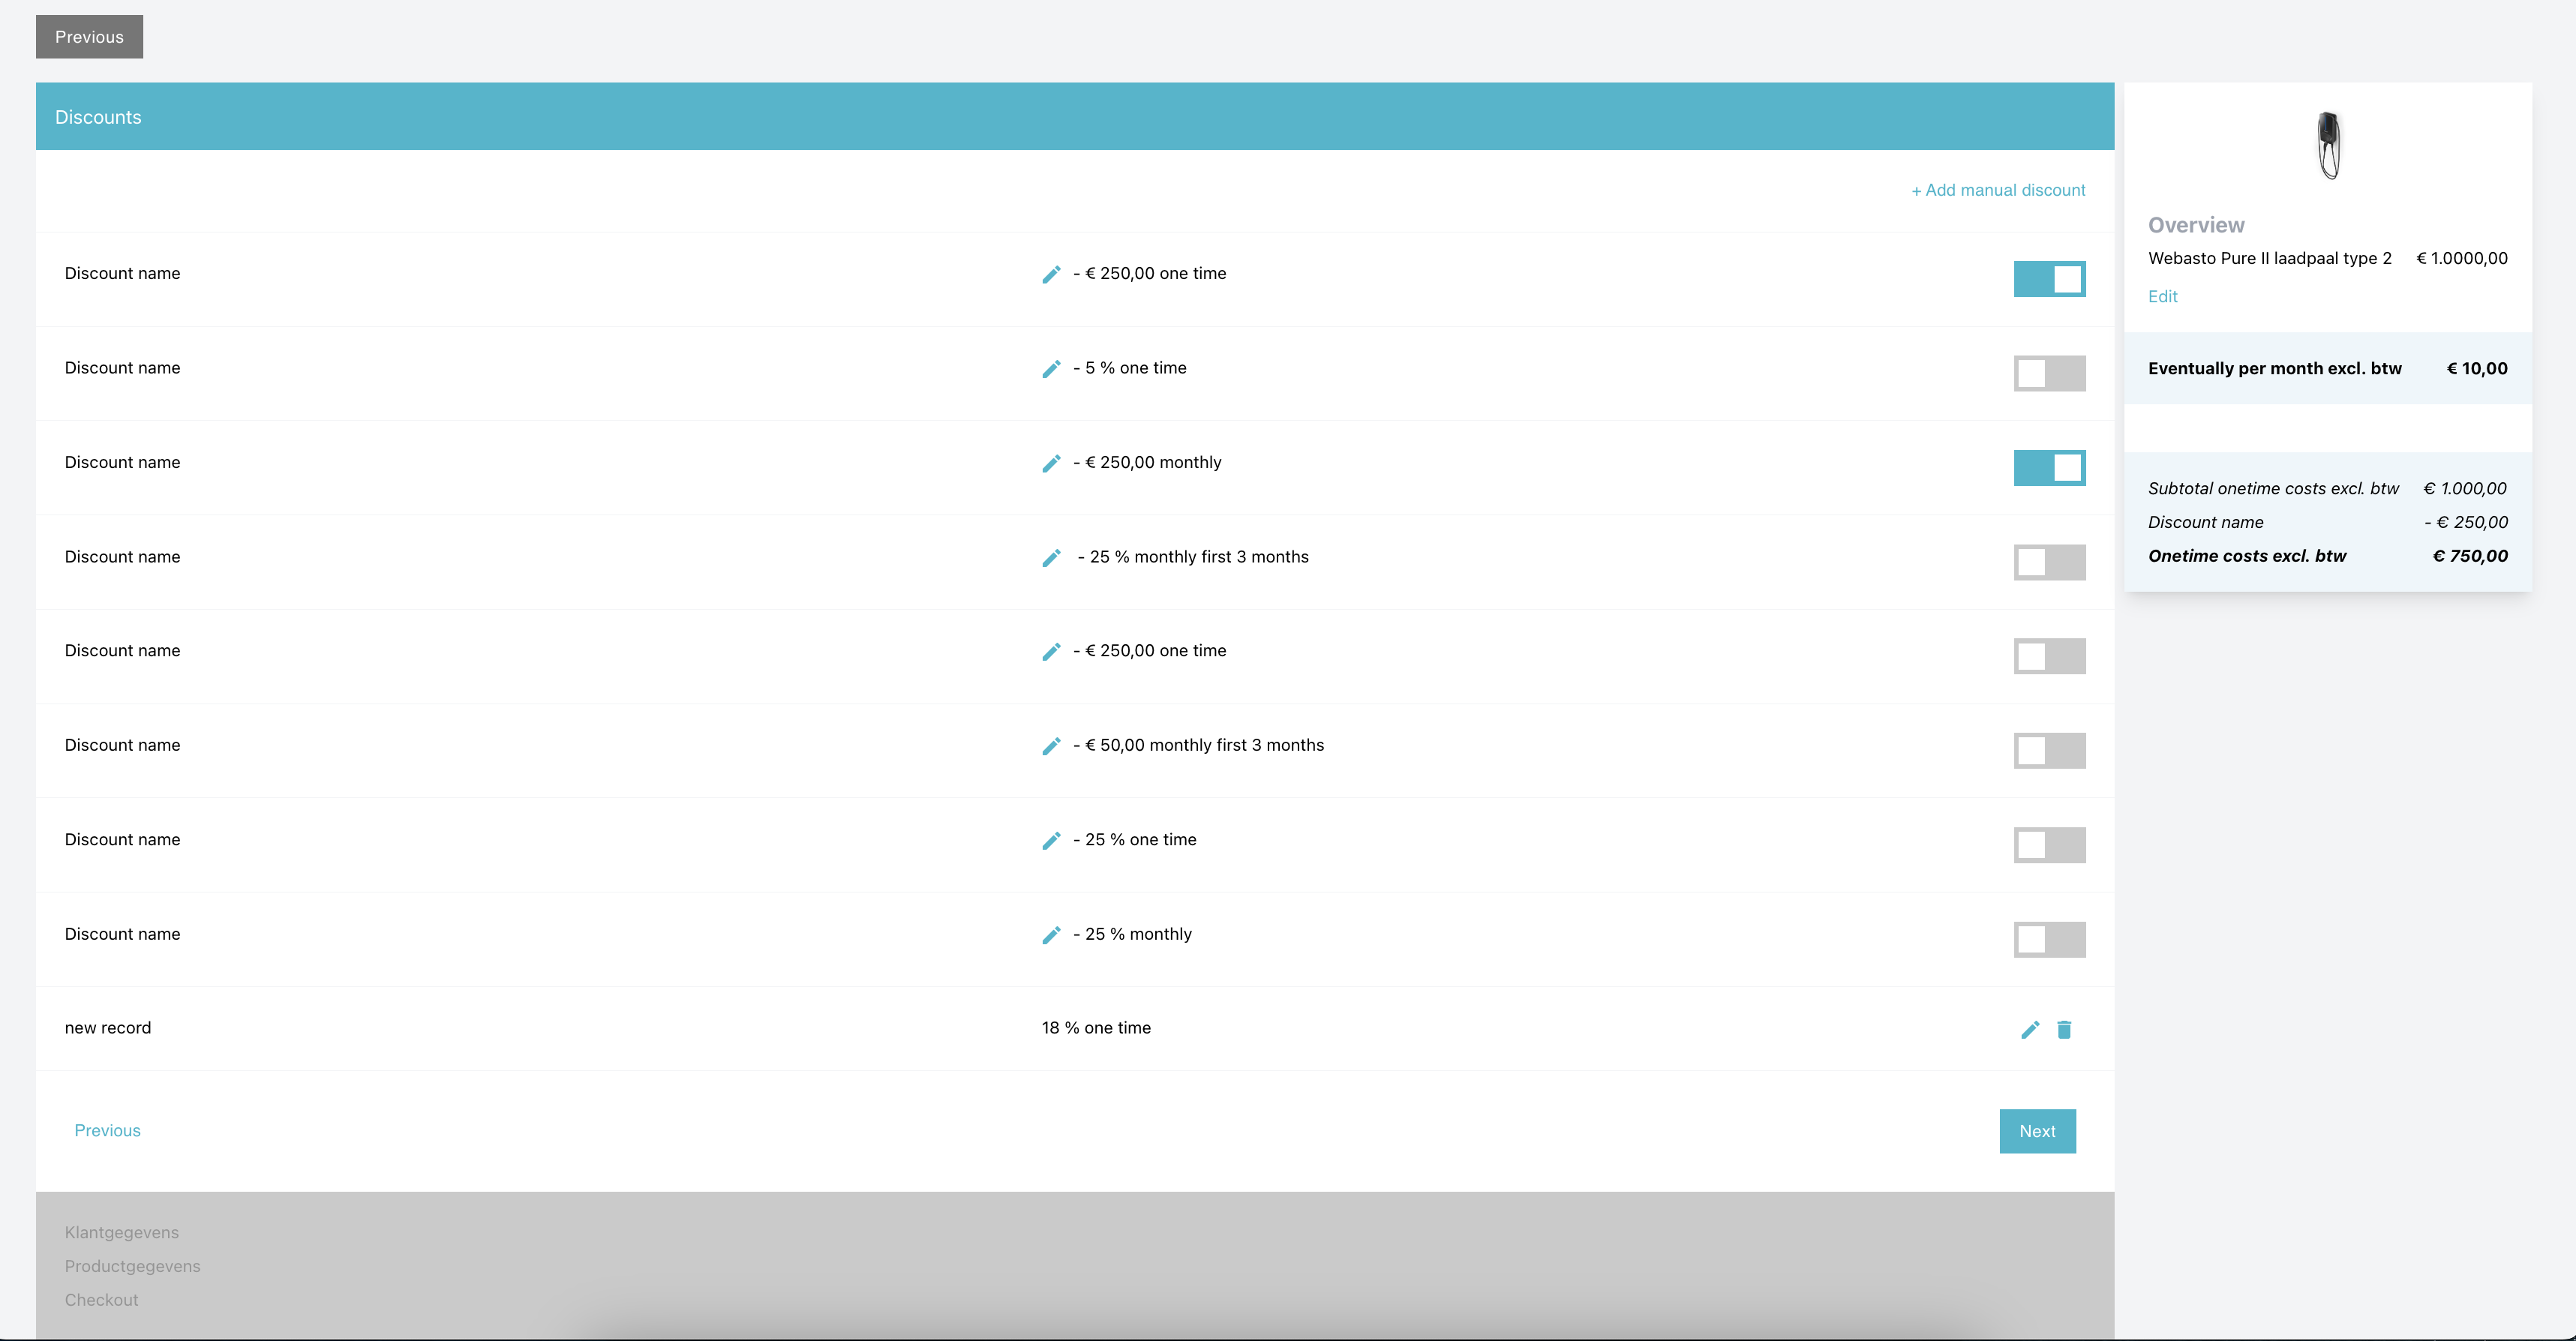 Previous
Discounts
+ Add manual discount
Discount name - € 250,00 one time
Discount name - 5 % one time
Discount name - € 250,00 monthly
Discount name - 25 % monthly first 3 months
Discount name - € 250,00 one time
Discount name - € 50,00 monthly first 3 months
Discount name - 25 % one time
Discount name - 25 % monthly
new record 18 % one time
Previous Next
Klantgegevens
Productgegevens
Checkout
Overview
Webasto Pure II laadpaal type 2 € 1.0000,00
Edit
Eventually per month excl. btw € 10,00
Subtotal onetime costs excl. btw € 1.000,00
Discount name - € 250,00
Onetime costs excl. btw € 750,00